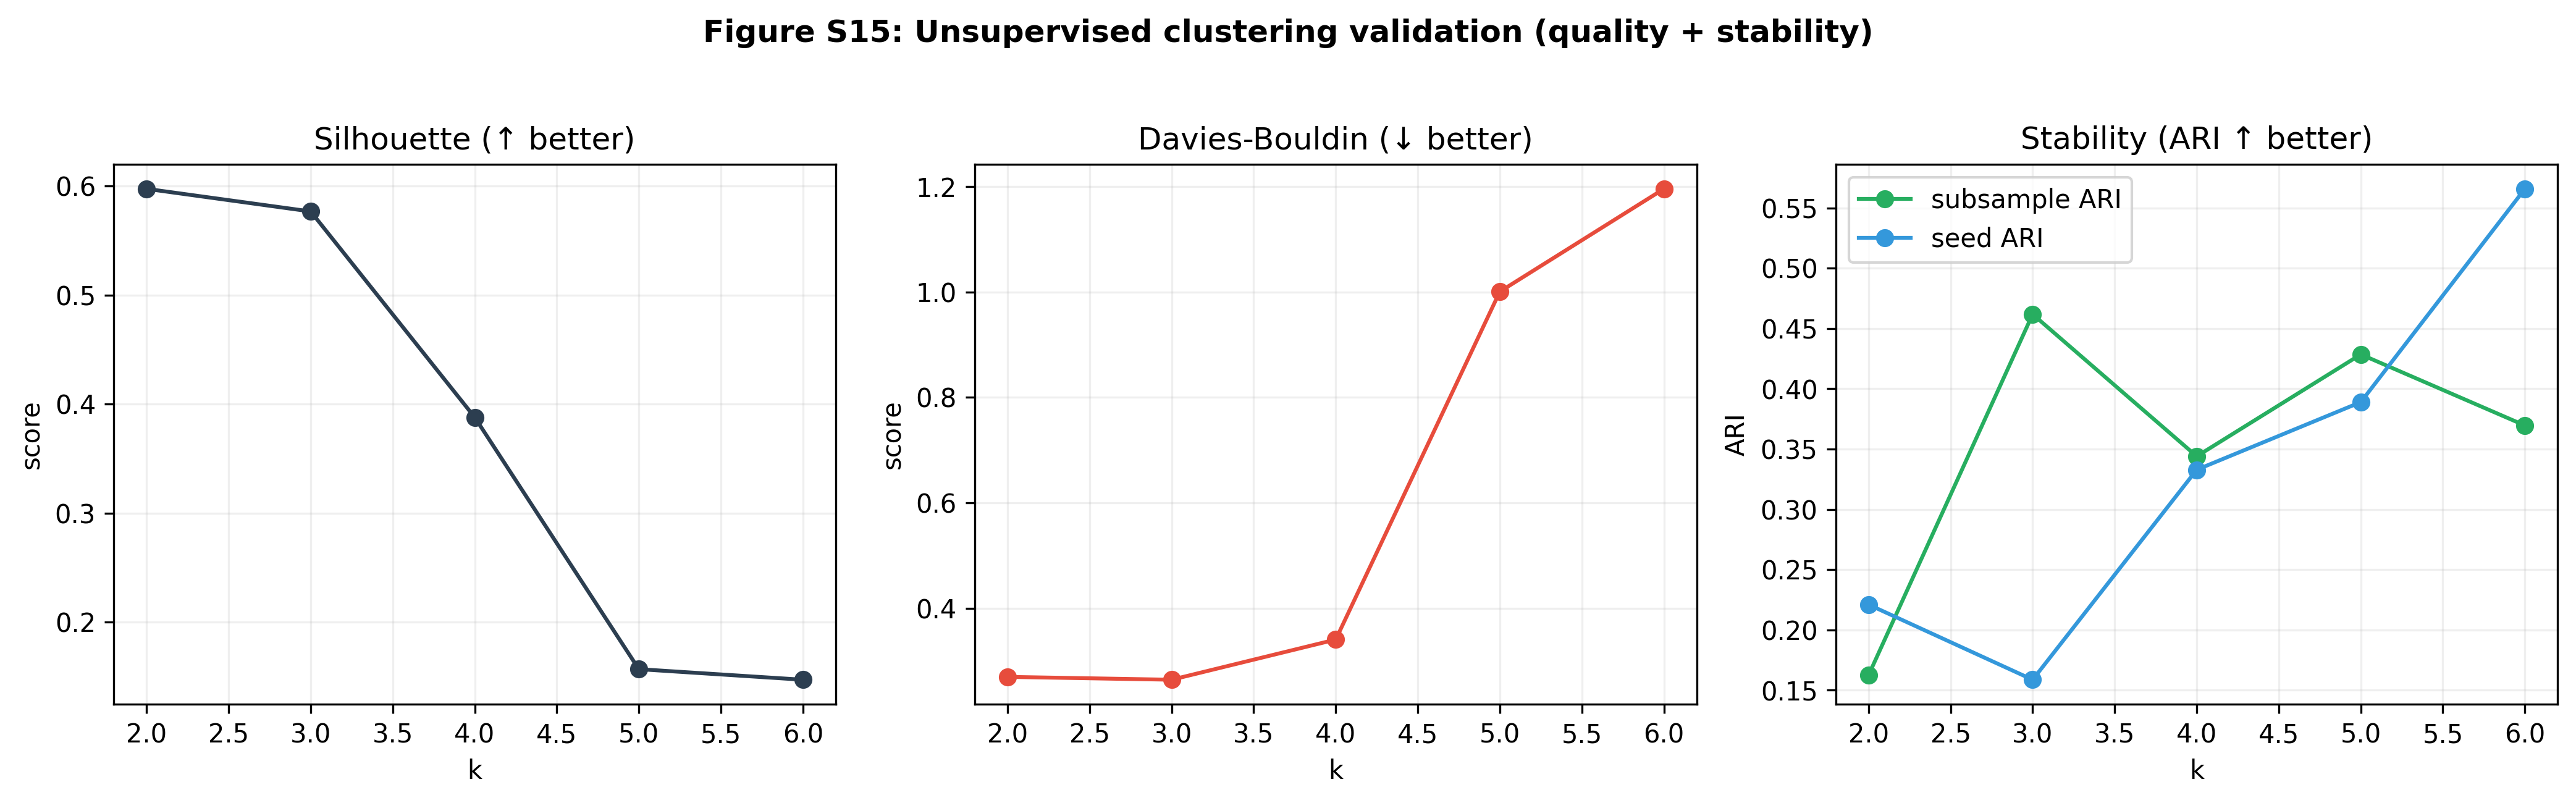 Figure S15: Unsupervised clustering validation (quality + stability)
Silhouette (↑ better)
score
0.6
0.5
0.4
0.3
0.2
2.0 2.5 3.0 3.5 4.0 4.5 5.0 5.5 6.0
k
Davies-Bouldin (↓ better)
score
1.2
1.0
0.8
0.6
0.4
2.0 2.5 3.0 3.5 4.0 4.5 5.0 5.5 6.0
k
Stability (ARI ↑ better)
subsample ARI
seed ARI
ARI
0.55
0.50
0.45
0.40
0.35
0.30
0.25
0.20
0.15
2.0 2.5 3.0 3.5 4.0 4.5 5.0 5.5 6.0
k